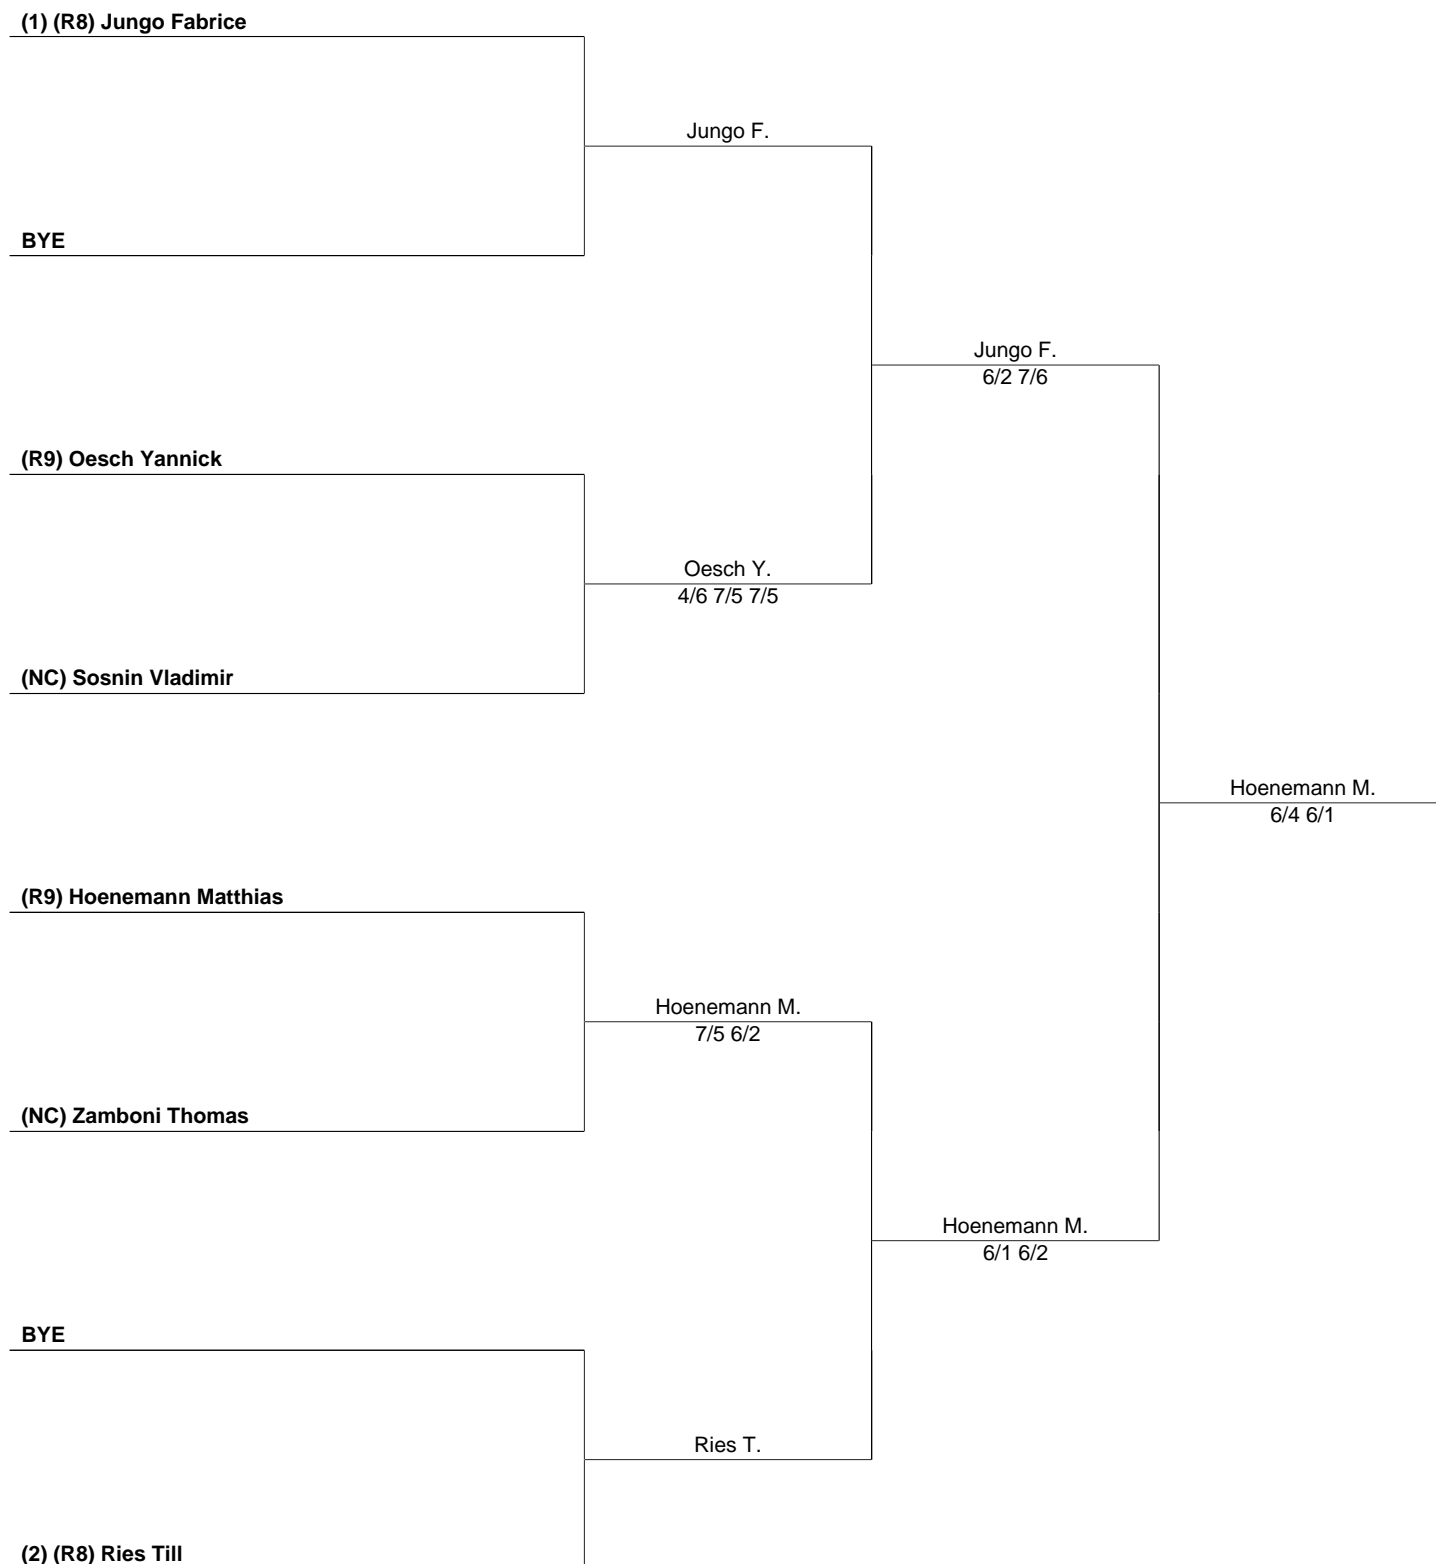 (1) (R8) Jungo Fabrice
Jungo F.
BYE
Jungo F.
6/2 7/6
(R9) Oesch Yannick
Oesch Y.
4/6 7/5 7/5
(NC) Sosnin Vladimir
Hoenemann M.
6/4 6/1
(R9) Hoenemann Matthias
Hoenemann M.
7/5 6/2
(NC) Zamboni Thomas
Hoenemann M.
6/1 6/2
BYE
Ries T.
(2) (R8) Ries Till